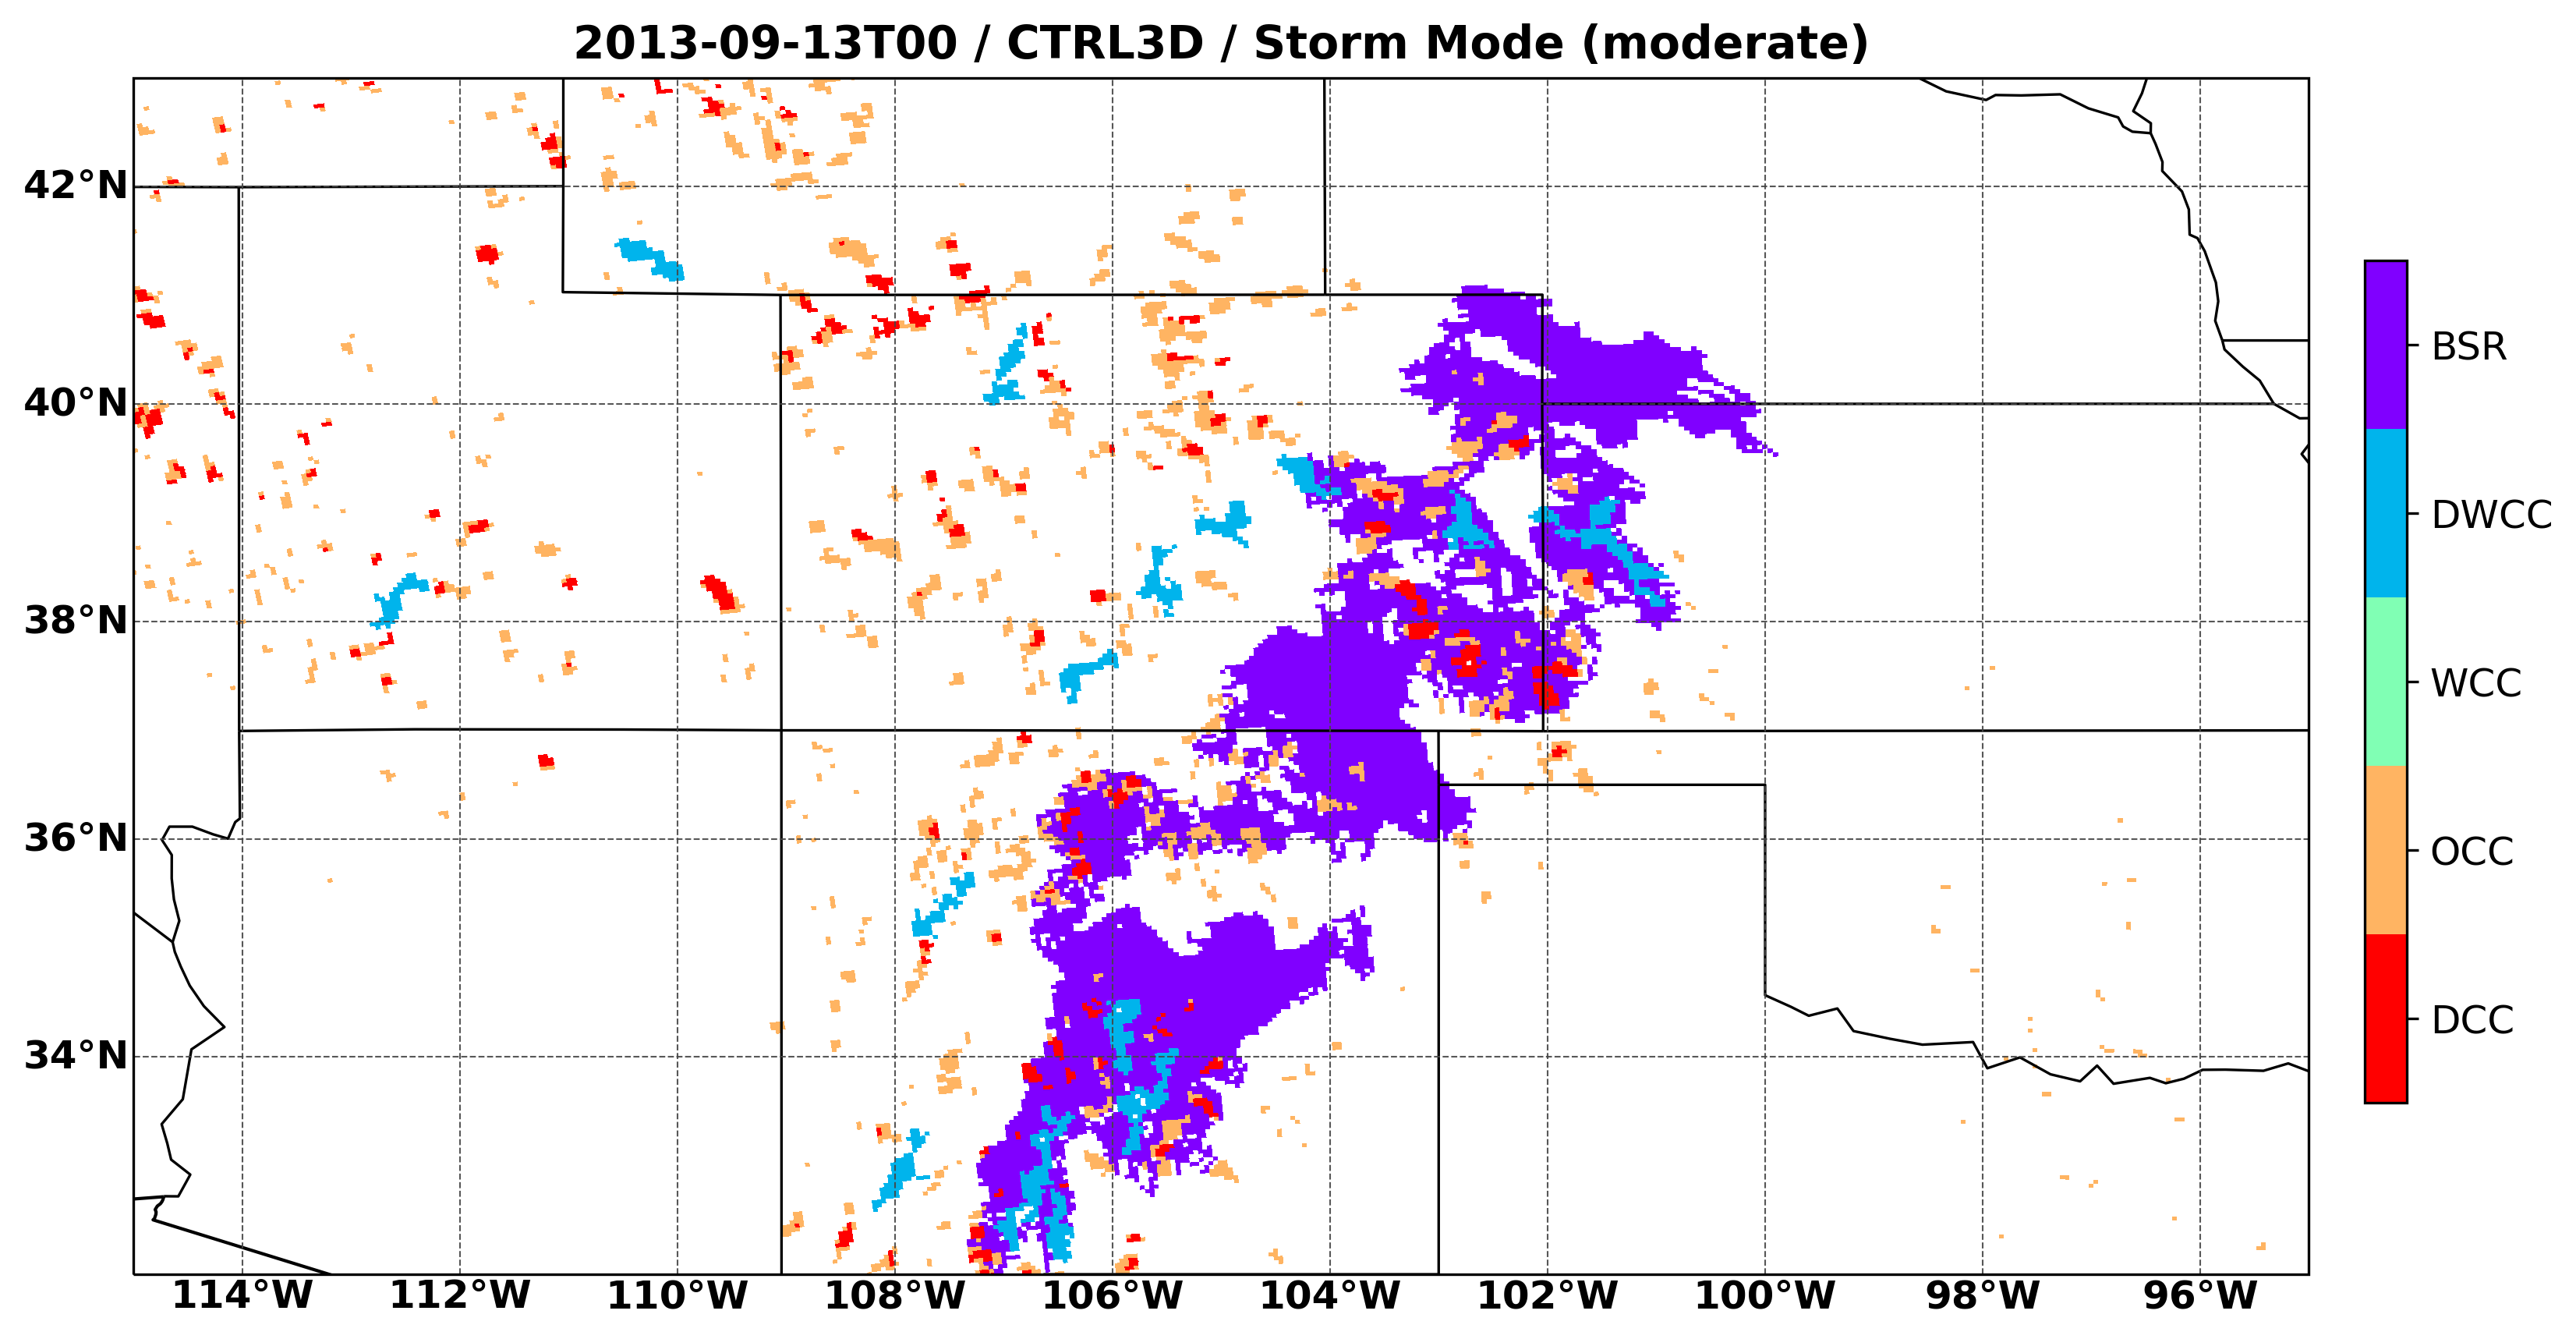 2013-09-13T00 / CTRL3D / Storm Mode (moderate)
42°N
40°N
38°N
36°N
34°N
114°W 112°W 110°W 108°W 106°W 104°W 102°W 100°W 98°W 96°W
BSR
DWCC
WCC
OCC
DCC